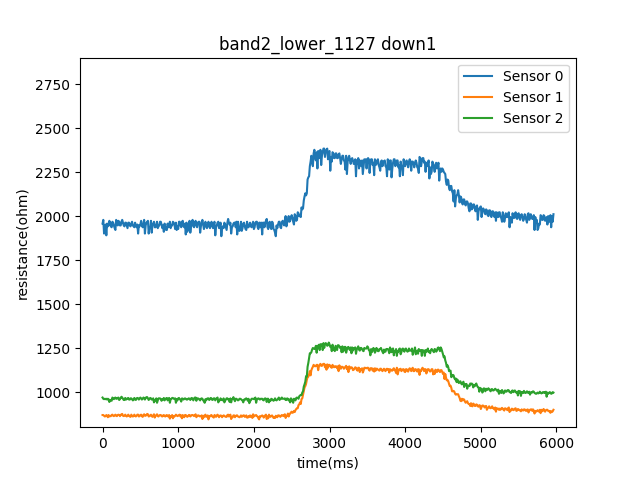 band2_lower_1127 down1
Sensor 0
Sensor 1
Sensor 2
resistance(ohm)
2750
2500
2250
2000
1750
1500
1250
1000
0 1000 2000 3000 4000 5000 6000
time(ms)